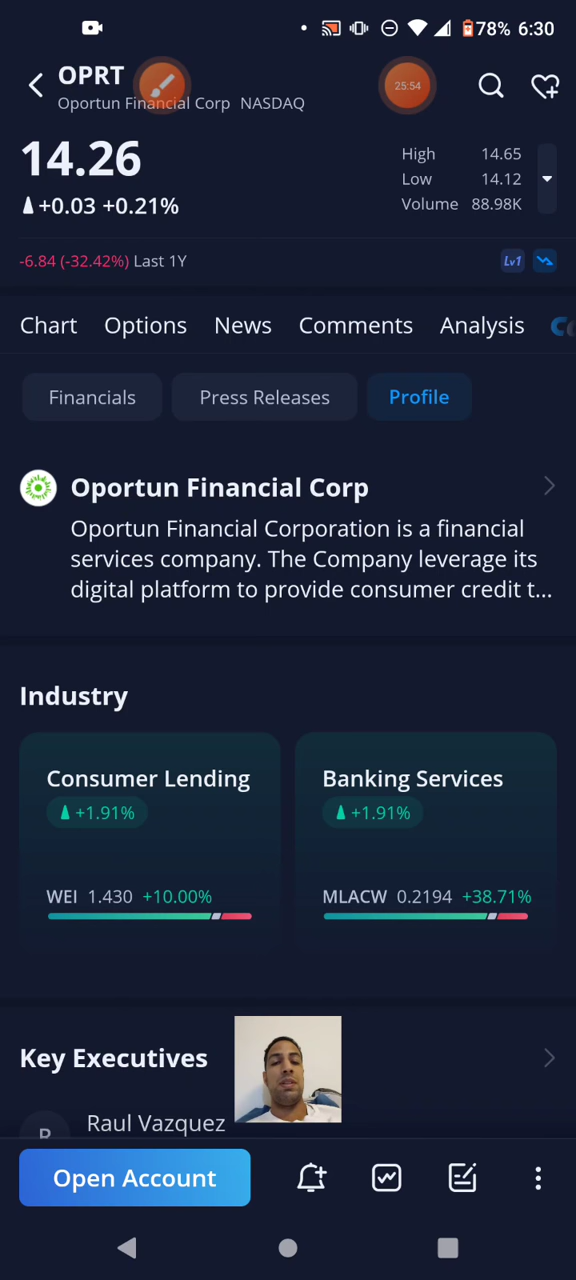 78% 6:30
OPRT
Oportun Financial Corp NASDAQ
25:54
14.26
+0.03 +0.21%
High 14.65
Low 14.12
Volume 88.98K
-6.84 (-32.42%) Last 1Y
Lv1
Chart Options News Comments Analysis
Financials Press Releases Profile
Oportun Financial Corp
Oportun Financial Corporation is a financial
services company. The Company leverage its
digital platform to provide consumer credit t...
Industry
Consumer Lending
+1.91%
WEI 1.430 +10.00%
Banking Services
+1.91%
MLACW 0.2194 +38.71%
Key Executives
R
Raul Vazquez
Open Account